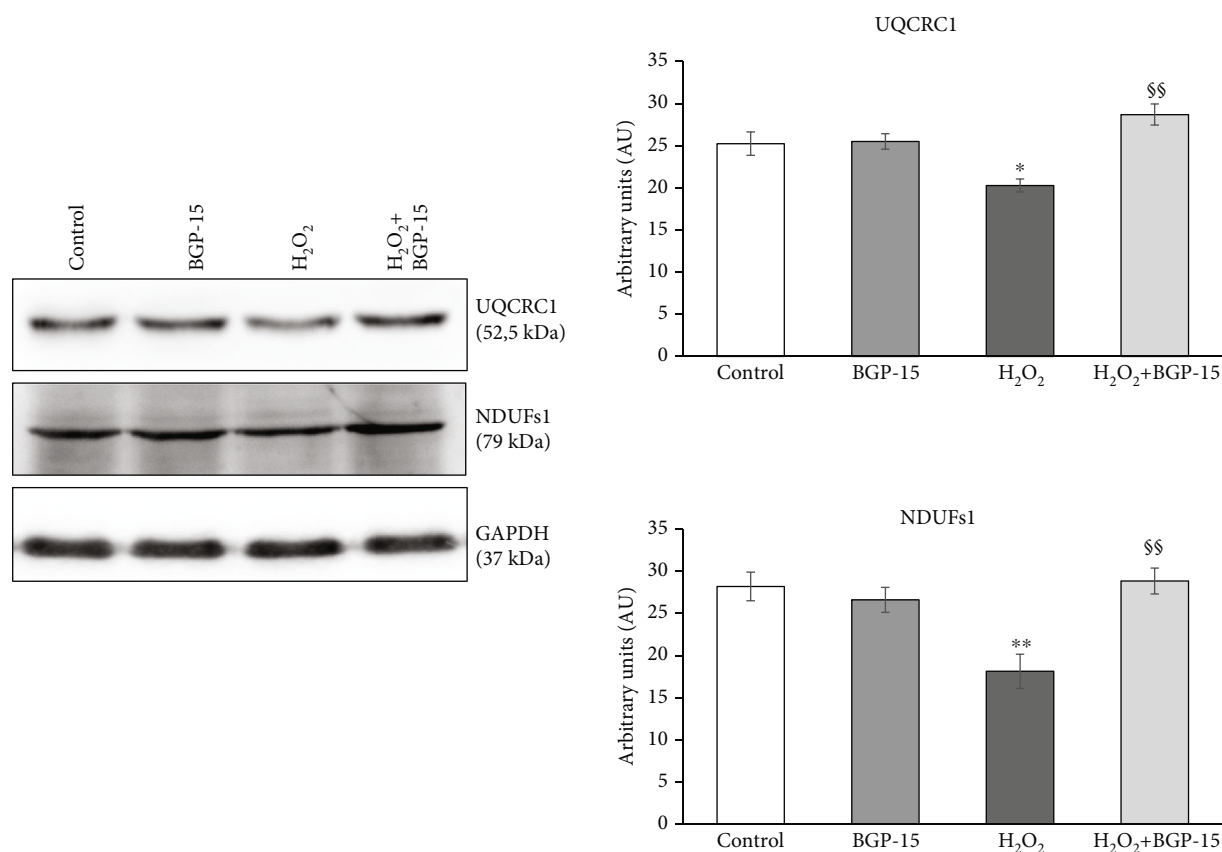 Control
BGP-15
H₂O₂
H₂O₂+
BGP-15
UQCRC1
(52,5 kDa)
NDUFs1
(79 kDa)
GAPDH
(37 kDa)
UQCRC1
Arbitrary units (AU)
35
30
25
20
15
10
5
0
*
§§
Control
BGP-15
H₂O₂
H₂O₂+BGP-15
NDUFs1
Arbitrary units (AU)
35
30
25
20
15
10
5
0
**
§§
Control
BGP-15
H₂O₂
H₂O₂+BGP-15